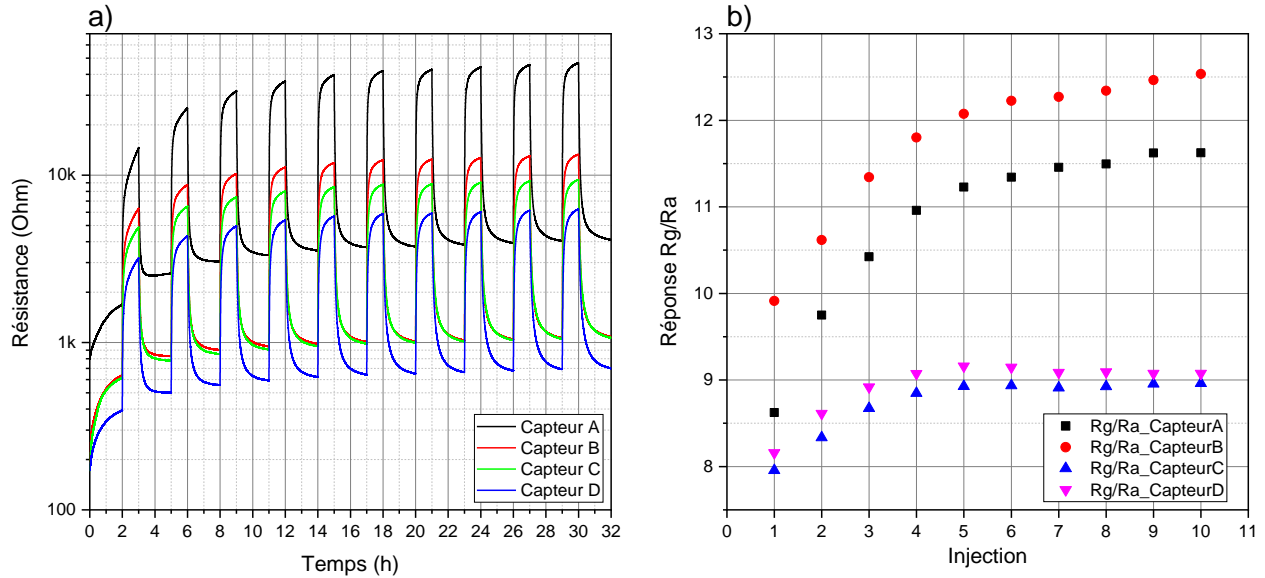 a)
Résistance (Ohm)
10k
1k
100
0 2 4 6 8 10 12 14 16 18 20 22 24 26 28 30 32
Temps (h)
Capteur A
Capteur B
Capteur C
Capteur D
b)
Réponse Rg/Ra
13
12
11
10
9
8
0 1 2 3 4 5 6 7 8 9 10 11
Injection
Rg/Ra_CapteurA
Rg/Ra_CapteurB
Rg/Ra_CapteurC
Rg/Ra_CapteurD